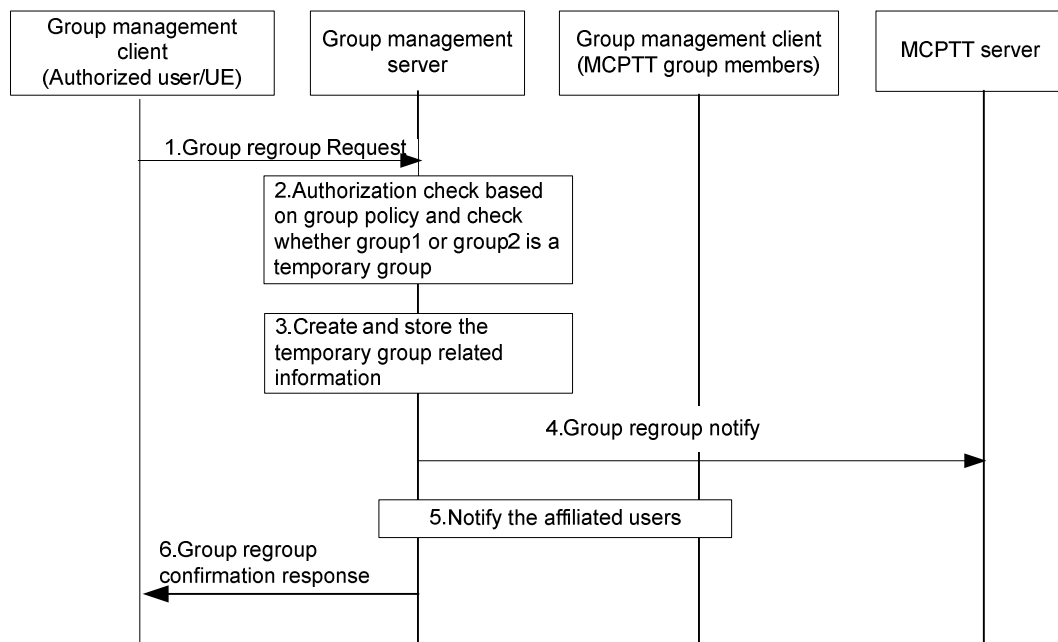 Group management
client
(Authorized user/UE)
Group management
server
Group management client
(MCPTT group members)
MCPTT server
1.Group regroup Request
2.Authorization check based
on group policy and check
whether group1 or group2 is a
temporary group
3.Create and store the
temporary group related
information
4.Group regroup notify
5.Notify the affiliated users
6.Group regroup
confirmation response